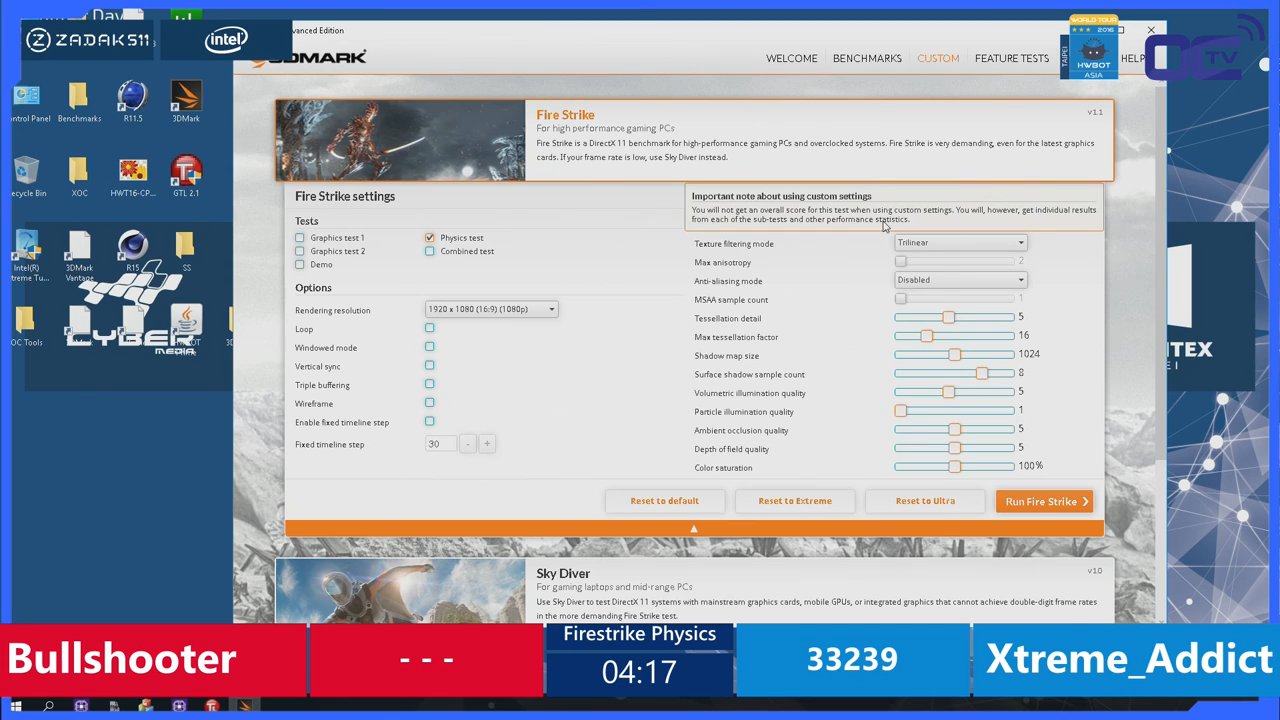 ZADAK511
intel
Advanced Edition
3DMARK
WELCOME
BENCHMARKS
CUSTOM
FEATURE TESTS
HELP
WORLD TOUR
2016
TAIPEI
HWBOT
ASIA
OC
TV
ontrol Panel
Benchmarks
R11.5
3DMark
ecycle Bin
XOC
HWT16-CP...
GTL 2.1
Intel(R)
treme Tu...
3DMark
Vantage
R15
SS
OC Tools
CYBER
MEDIA
Fire Strike
v1.1
For high performance gaming PCs
Fire Strike is a DirectX 11 benchmark for high-performance gaming PCs and overclocked systems. Fire Strike is very demanding, even for the latest graphics
cards. If your frame rate is low, use Sky Diver instead.
Fire Strike settings
Tests
Graphics test 1
Physics test
Graphics test 2
Combined test
Demo
Options
Rendering resolution
1920 x 1080 (16:9) (1080p)
Loop
Windowed mode
Vertical sync
Triple buffering
Wireframe
Enable fixed timeline step
Fixed timeline step
30
-
+
Important note about using custom settings
You will not get an overall score for this test when using custom settings. You will, however, get individual results
from each of the sub-tests and other performance statistics.
Texture filtering mode
Trilinear
Max anisotropy
2
Anti-aliasing mode
Disabled
MSAA sample count
1
Tessellation detail
5
Max tessellation factor
16
Shadow map size
1024
Surface shadow sample count
8
Volumetric illumination quality
5
Particle illumination quality
1
Ambient occlusion quality
5
Depth of field quality
5
Color saturation
100%
Reset to default
Reset to Extreme
Reset to Ultra
Run Fire Strike
Sky Diver
v1.0
For gaming laptops and mid-range PCs
Use Sky Diver to test DirectX 11 systems with mainstream graphics cards, mobile GPUs, or integrated graphics that cannot achieve double-digit frame rates
in the more demanding Fire Strike test.
Bullshooter
- - -
Firestrike Physics
04:17
33239
Xtreme_Addict